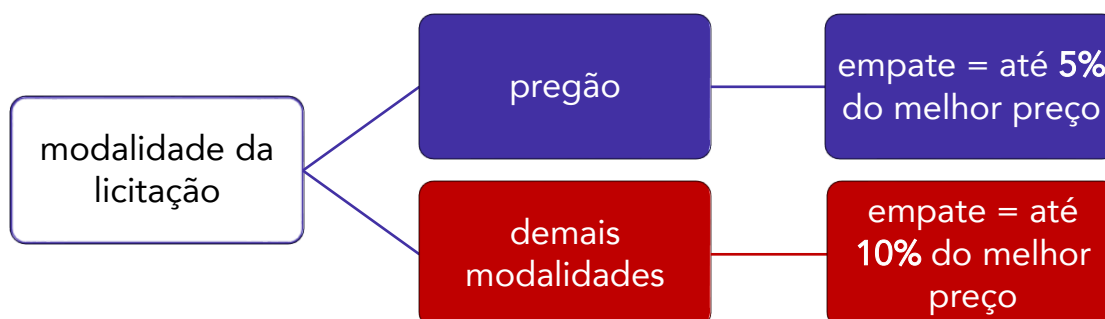 modalidade da
licitação
pregão
empate = até 5%
do melhor preço
demais
modalidades
empate = até
10% do melhor
preço